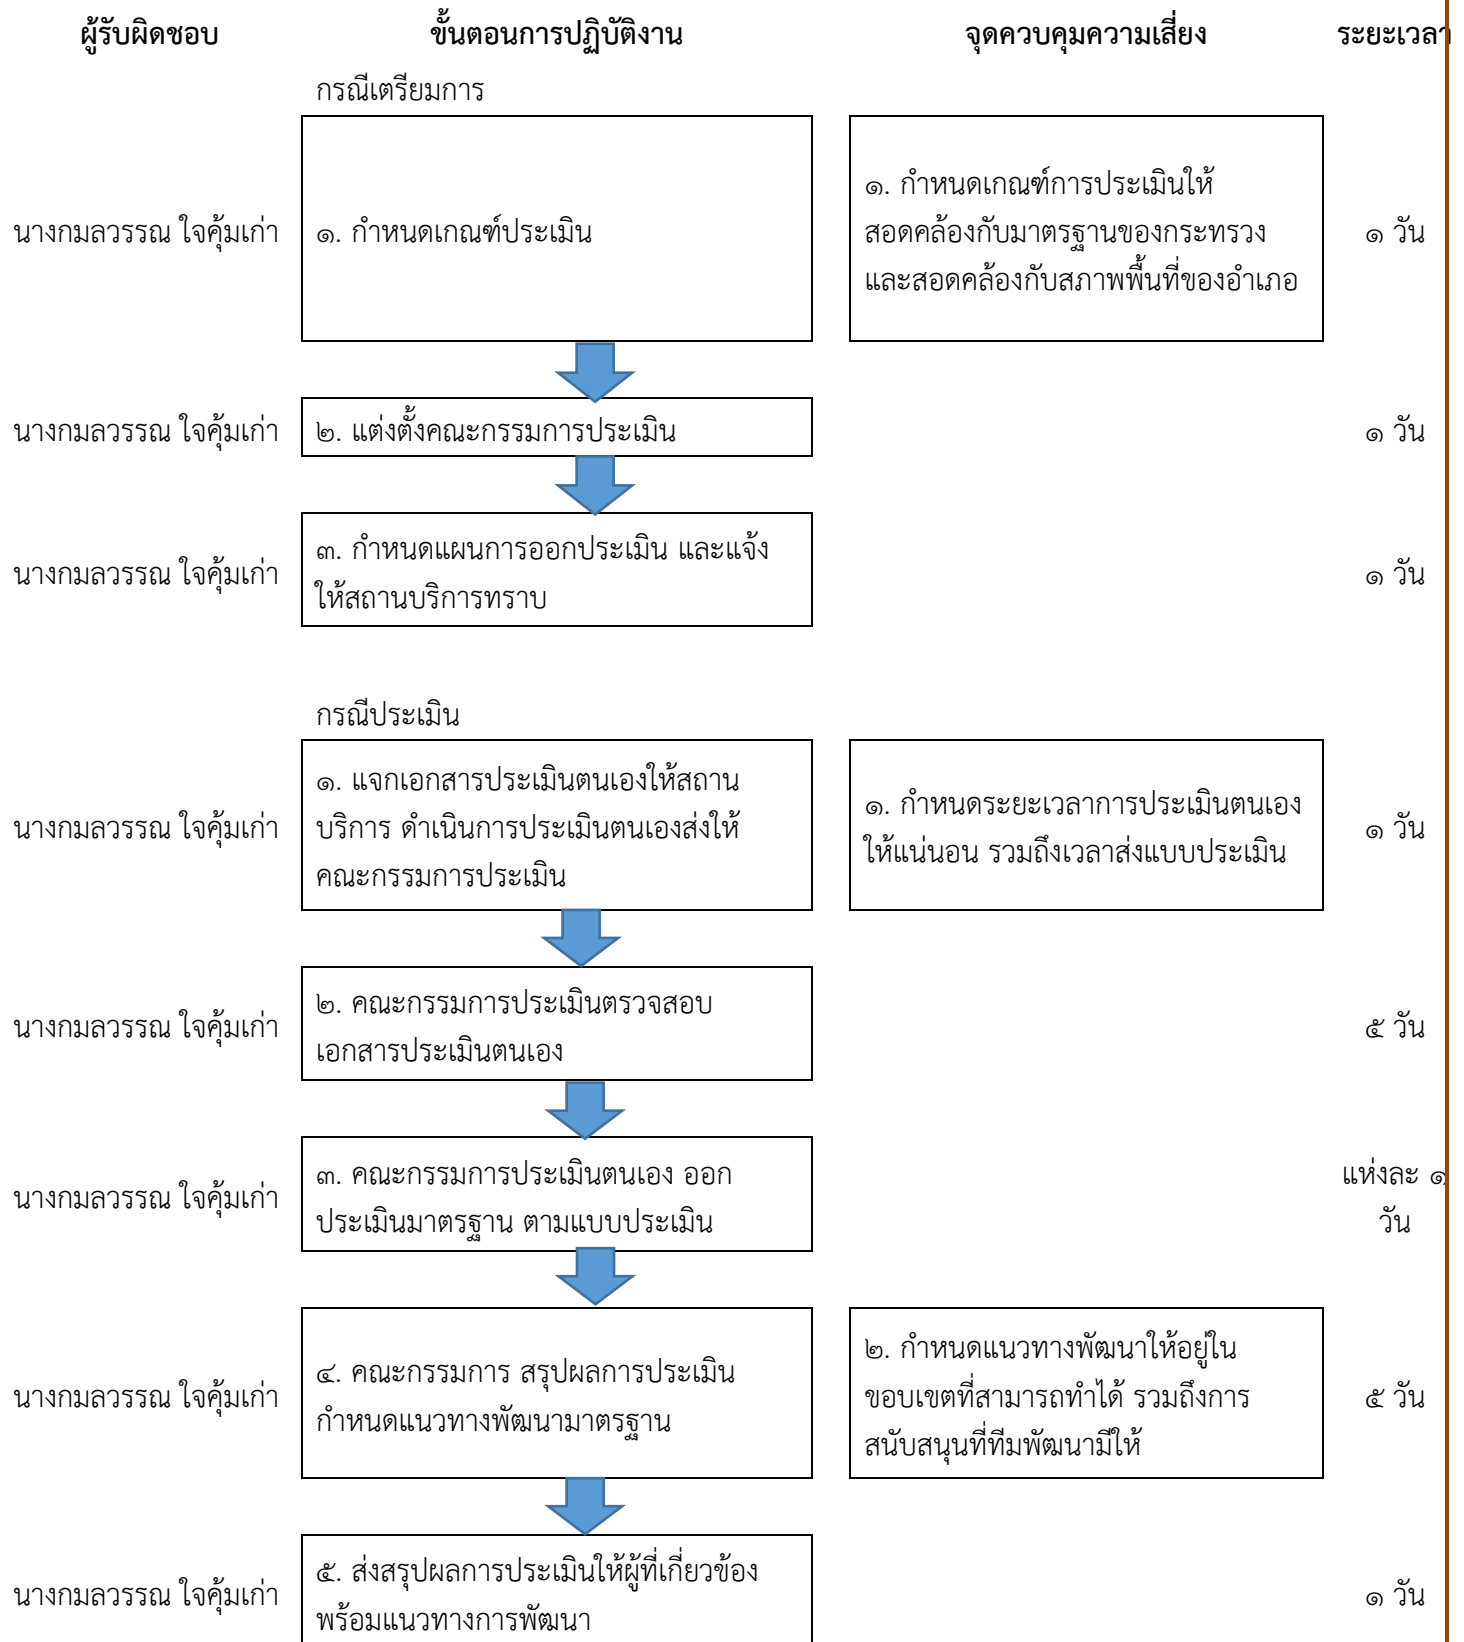 ผู้รับผิดชอบ ขั้นตอนการปฏิบัติงาน จุดควบคุมความเสี่ยง ระยะเวลา
กรณีเตรียมการ
นางกมลวรรณ ใจคุ้มเก่า
๑. กำหนดเกณฑ์ประเมิน
๑. กำหนดเกณฑ์การประเมินให้
สอดคล้องกับมาตรฐานของกระทรวง
และสอดคล้องกับสภาพพื้นที่ของอำเภอ
๑ วัน
นางกมลวรรณ ใจคุ้มเก่า
๒. แต่งตั้งคณะกรรมการประเมิน
๑ วัน
นางกมลวรรณ ใจคุ้มเก่า
๓. กำหนดแผนการออกประเมิน และแจ้ง
ให้สถานบริการทราบ
๑ วัน
กรณีประเมิน
นางกมลวรรณ ใจคุ้มเก่า
๑. แจกเอกสารประเมินตนเองให้สถาน
บริการ ดำเนินการประเมินตนเองส่งให้
คณะกรรมการประเมิน
๑. กำหนดระยะเวลาการประเมินตนเอง
ให้แน่นอน รวมถึงเวลาส่งแบบประเมิน
๑ วัน
นางกมลวรรณ ใจคุ้มเก่า
๒. คณะกรรมการประเมินตรวจสอบ
เอกสารประเมินตนเอง
๕ วัน
นางกมลวรรณ ใจคุ้มเก่า
๓. คณะกรรมการประเมินตนเอง ออก
ประเมินมาตรฐาน ตามแบบประเมิน
แห่งละ ๑
วัน
นางกมลวรรณ ใจคุ้มเก่า
๔. คณะกรรมการ สรุปผลการประเมิน
กำหนดแนวทางพัฒนามาตรฐาน
๒. กำหนดแนวทางพัฒนาให้อยู่ใน
ขอบเขตที่สามารถทำได้ รวมถึงการ
สนับสนุนที่ทีมพัฒนามีให้
๕ วัน
นางกมลวรรณ ใจคุ้มเก่า
๕. ส่งสรุปผลการประเมินให้ผู้ที่เกี่ยวข้อง
พร้อมแนวทางการพัฒนา
๑ วัน